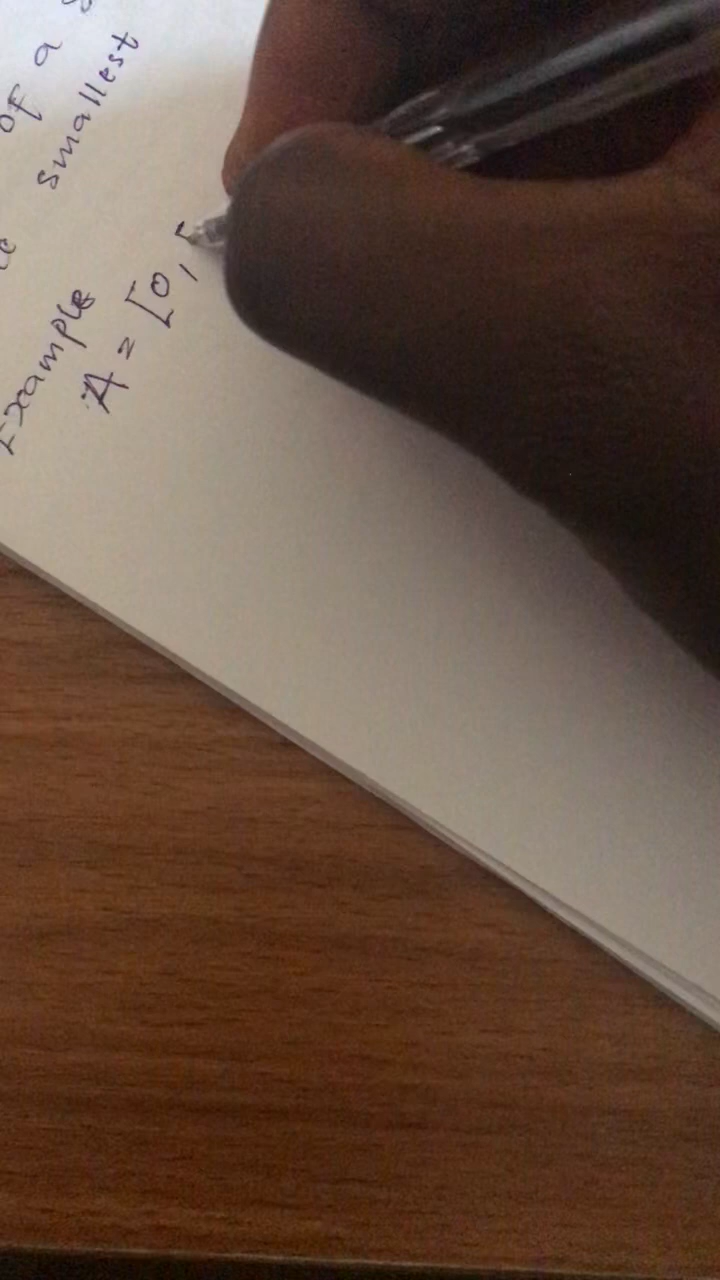 of a
smallest
Example
A = [0,